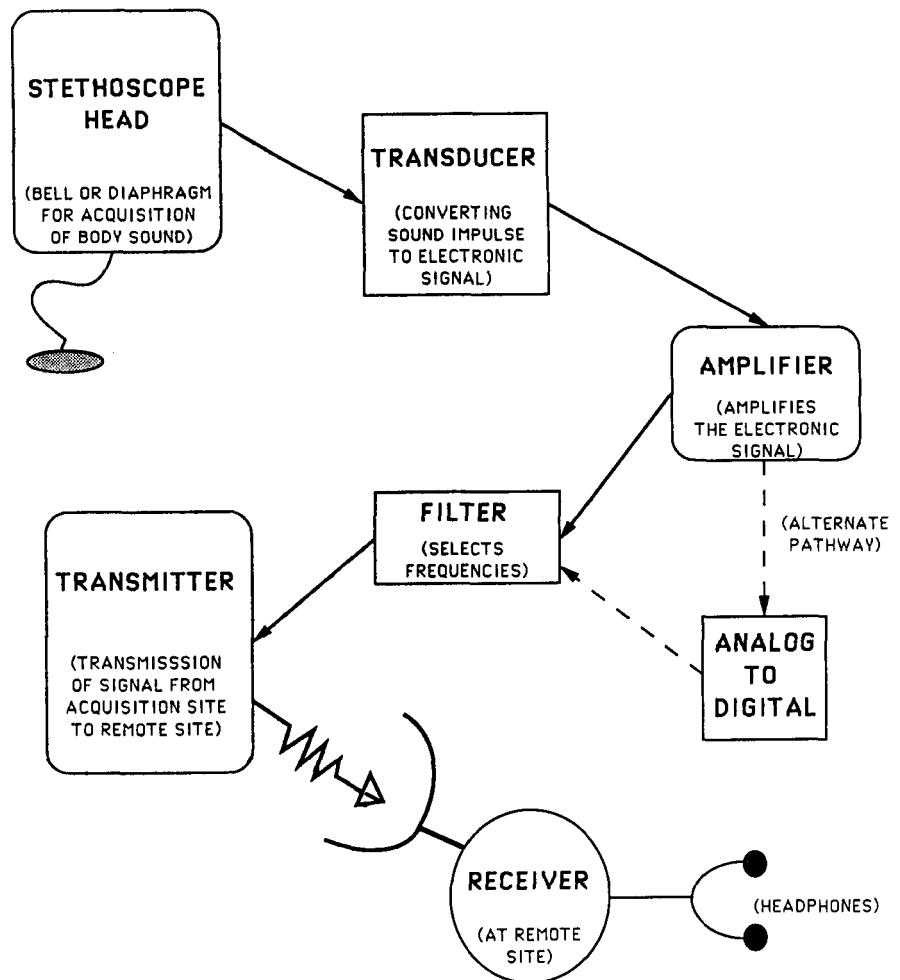 STETHOSCOPE
HEAD
(BELL OR DIAPHRAGM
FOR ACQUISITION
OF BODY SOUND)
TRANSDUCER
(CONVERTING
SOUND IMPULSE
TO ELECTRONIC
SIGNAL)
AMPLIFIER
(AMPLIFIES
THE ELECTRONIC
SIGNAL)
(ALTERNATE
PATHWAY)
FILTER
(SELECTS
FREQUENCIES)
ANALOG
TO
DIGITAL
TRANSMITTER
(TRANSMISSSION
OF SIGNAL FROM
ACQUISITION SITE
TO REMOTE SITE)
RECEIVER
(AT REMOTE
SITE)
(HEADPHONES)